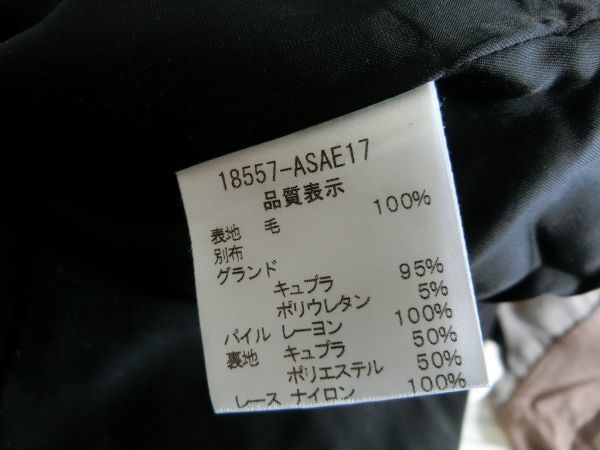 18557-ASAE17
品質表示
表地 毛 100%
別布
グランド
キュプラ 95%
ポリウレタン 5%
パイル レーヨン 100%
裏地 キュプラ 50%
ポリエステル 50%
レース ナイロン 100%